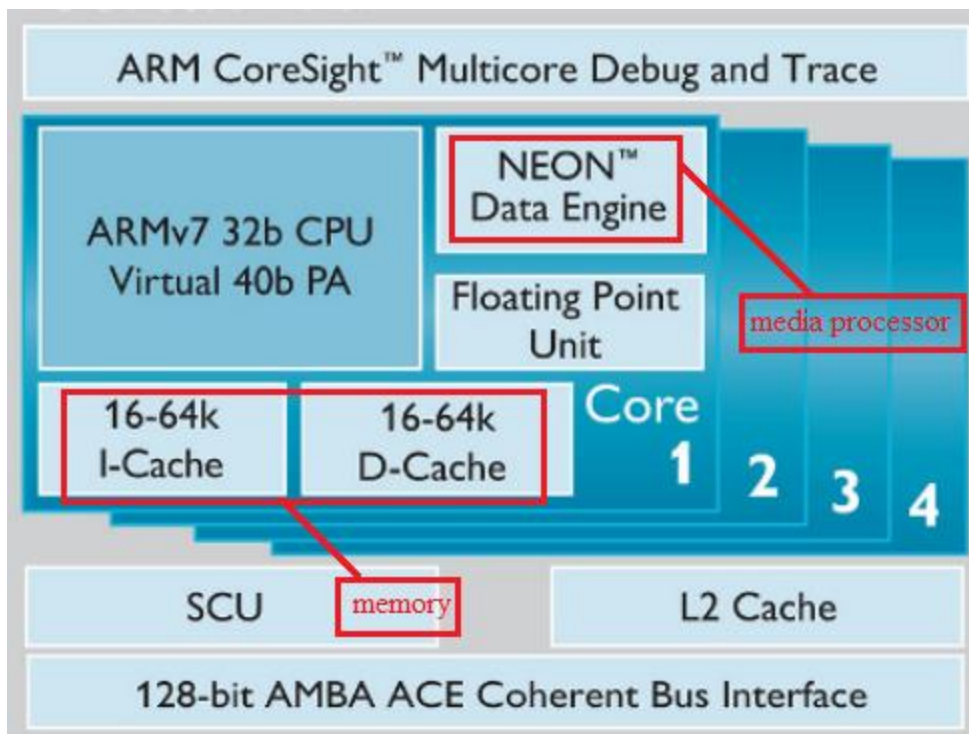 ARM CoreSight™ Multicore Debug and Trace
ARMv7 32b CPU
Virtual 40b PA
NEON™
Data Engine
Floating Point
Unit
media processor
16-64k
I-Cache
16-64k
D-Cache
Core
1
2
3
4
SCU
memory
L2 Cache
128-bit AMBA ACE Coherent Bus Interface